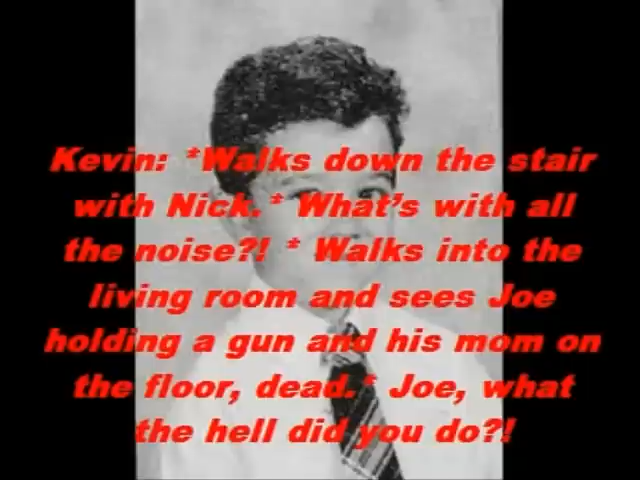 Kevin: *Walks down the stair
with Nick.* What's with all
the noise?! * Walks into the
living room and sees Joe
holding a gun and his mom on
the floor, dead.* Joe, what
the hell did you do?!